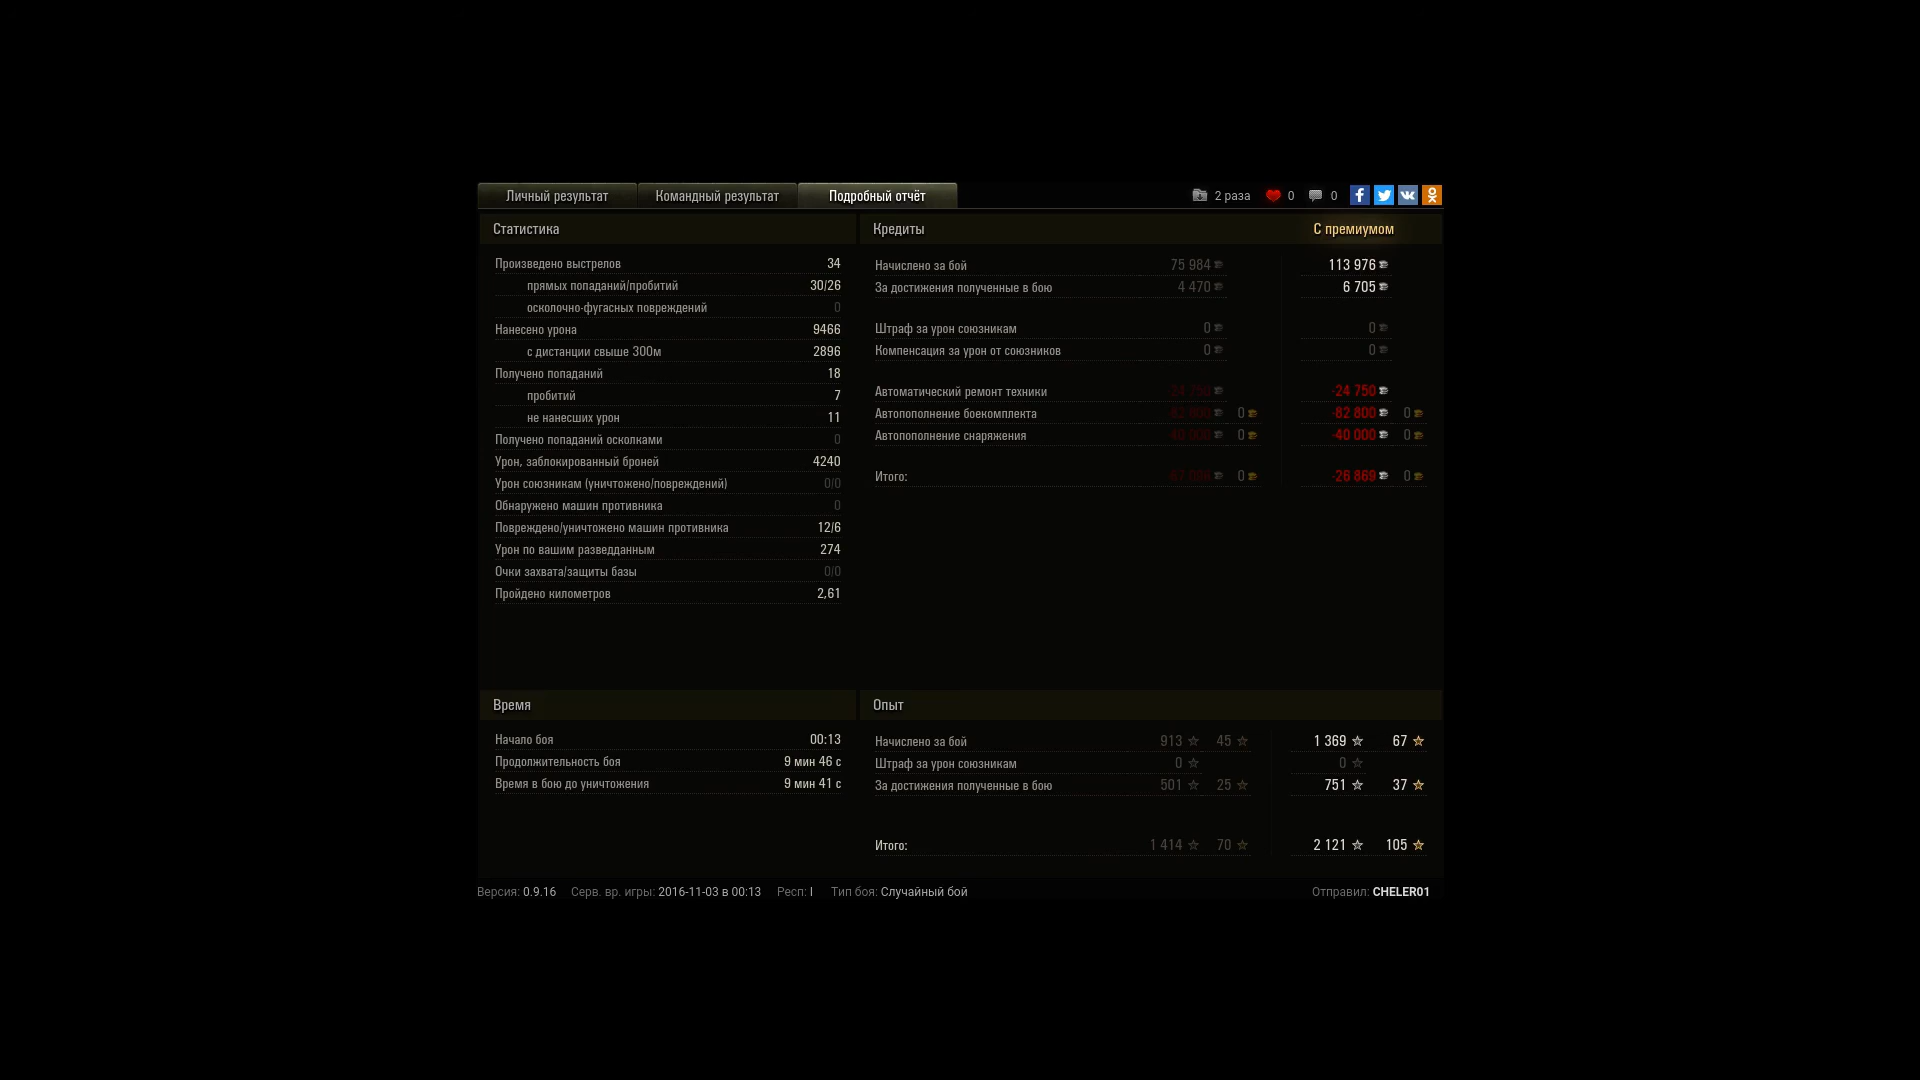 Личный результат Командный результат Подробный отчёт 2 раза 0 0
Статистика
Произведено выстрелов 34
прямых попаданий/пробитий 30/26
осколочно-фугасных повреждений 0
Нанесено урона 9466
с дистанции свыше 300м 2896
Получено попаданий 18
пробитий 7
не нанесших урон 11
Получено попаданий осколками 0
Урон, заблокированный броней 4240
Урон союзникам (уничтожено/повреждений) 0/0
Обнаружено машин противника 0
Повреждено/уничтожено машин противника 12/6
Урон по вашим разведданным 274
Очки захвата/защиты базы 0/0
Пройдено километров 2,61
Кредиты С премиумом
Начислено за бой 75 984 113 976
За достижения полученные в бою 4 470 6 705
Штраф за урон союзникам 0 0
Компенсация за урон от союзников 0 0
Автоматический ремонт техники -24 750 -24 750
Автопополнение боекомплекта -82 800 0 -82 800 0
Автопополнение снаряжения -40 000 0 -40 000 0
Итого: 0 -26 869 0
Время
Начало боя 00:13
Продолжительность боя 9 мин 46 с
Время в бою до уничтожения 9 мин 41 с
Опыт
Начислено за бой 913 45 1 369 67
Штраф за урон союзникам 0 0
За достижения полученные в бою 501 25 751 37
Итого: 1 414 70 2 121 105
Версия: 0.9.16 Серв. вр. игры: 2016-11-03 в 00:13 Респ: I Тип боя: Случайный бой Отправил: CHELER01